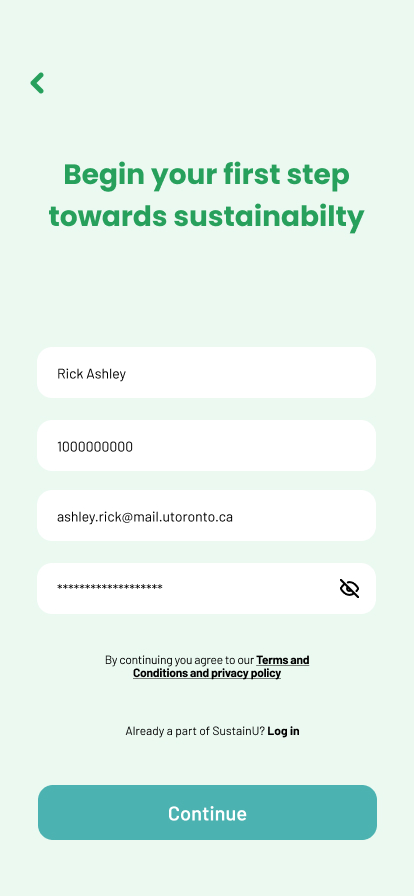 Begin your first step
towards sustainabilty
Rick Ashley
1000000000
ashley.rick@mail.utoronto.ca
*******************
By continuing you agree to our Terms and
Conditions and privacy policy
Already a part of SustainU? Log in
Continue